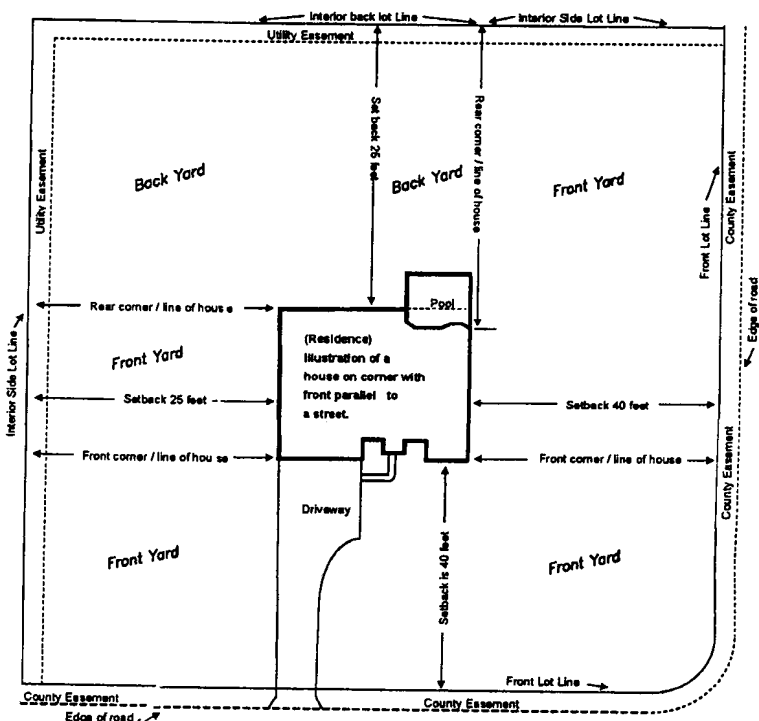 Interior back lot Line
Interior Side Lot Line
Utility Easement
Set back 25 feet
Rear corner / line of house
Back Yard
Back Yard
Front Yard
Utility Easement
County Easement
Front Lot Line
Edge of road
Rear corner / line of house
Pool
Interior Side Lot Line
Front Yard
(Residence)
Illustration of a
house on corner with
front parallel to
a street.
Setback 25 feet
Setback 40 feet
Front corner / line of house
Front corner / line of house
County Easement
Driveway
Setback is 40 feet
Front Yard
Front Yard
Front Lot Line
County Easement
County Easement
Edge of road